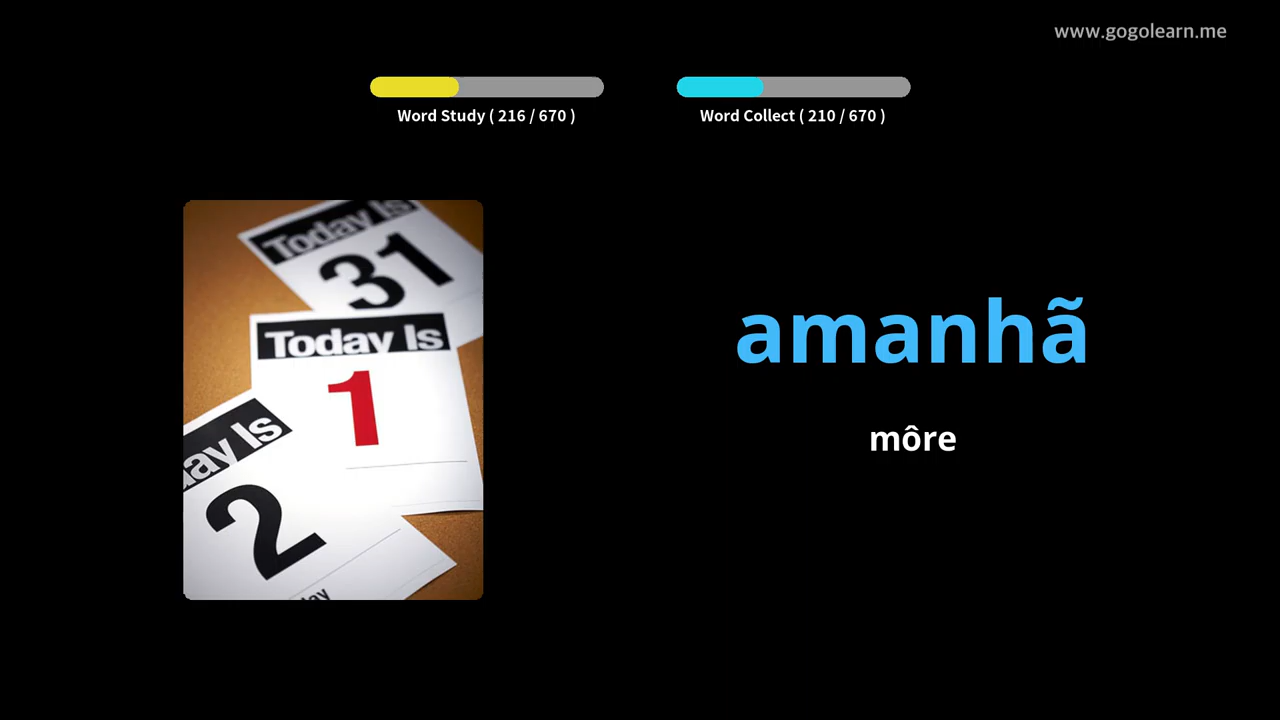 www.gogolearn.me
Word Study ( 216 / 670 )
Word Collect ( 210 / 670 )
Today Is
31
Today Is
1
day Is
2
amanhã
môre